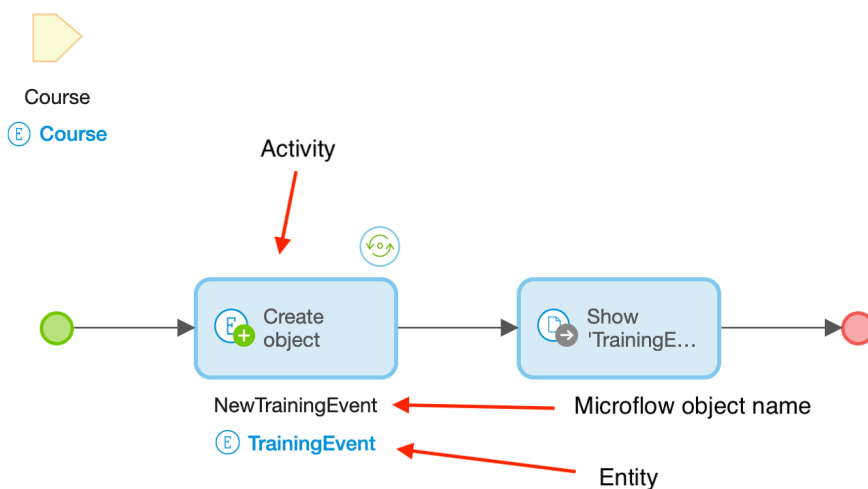 Course
E Course
Activity
E Create
object
Show
'TrainingE...
NewTrainingEvent
Microflow object name
E TrainingEvent
Entity